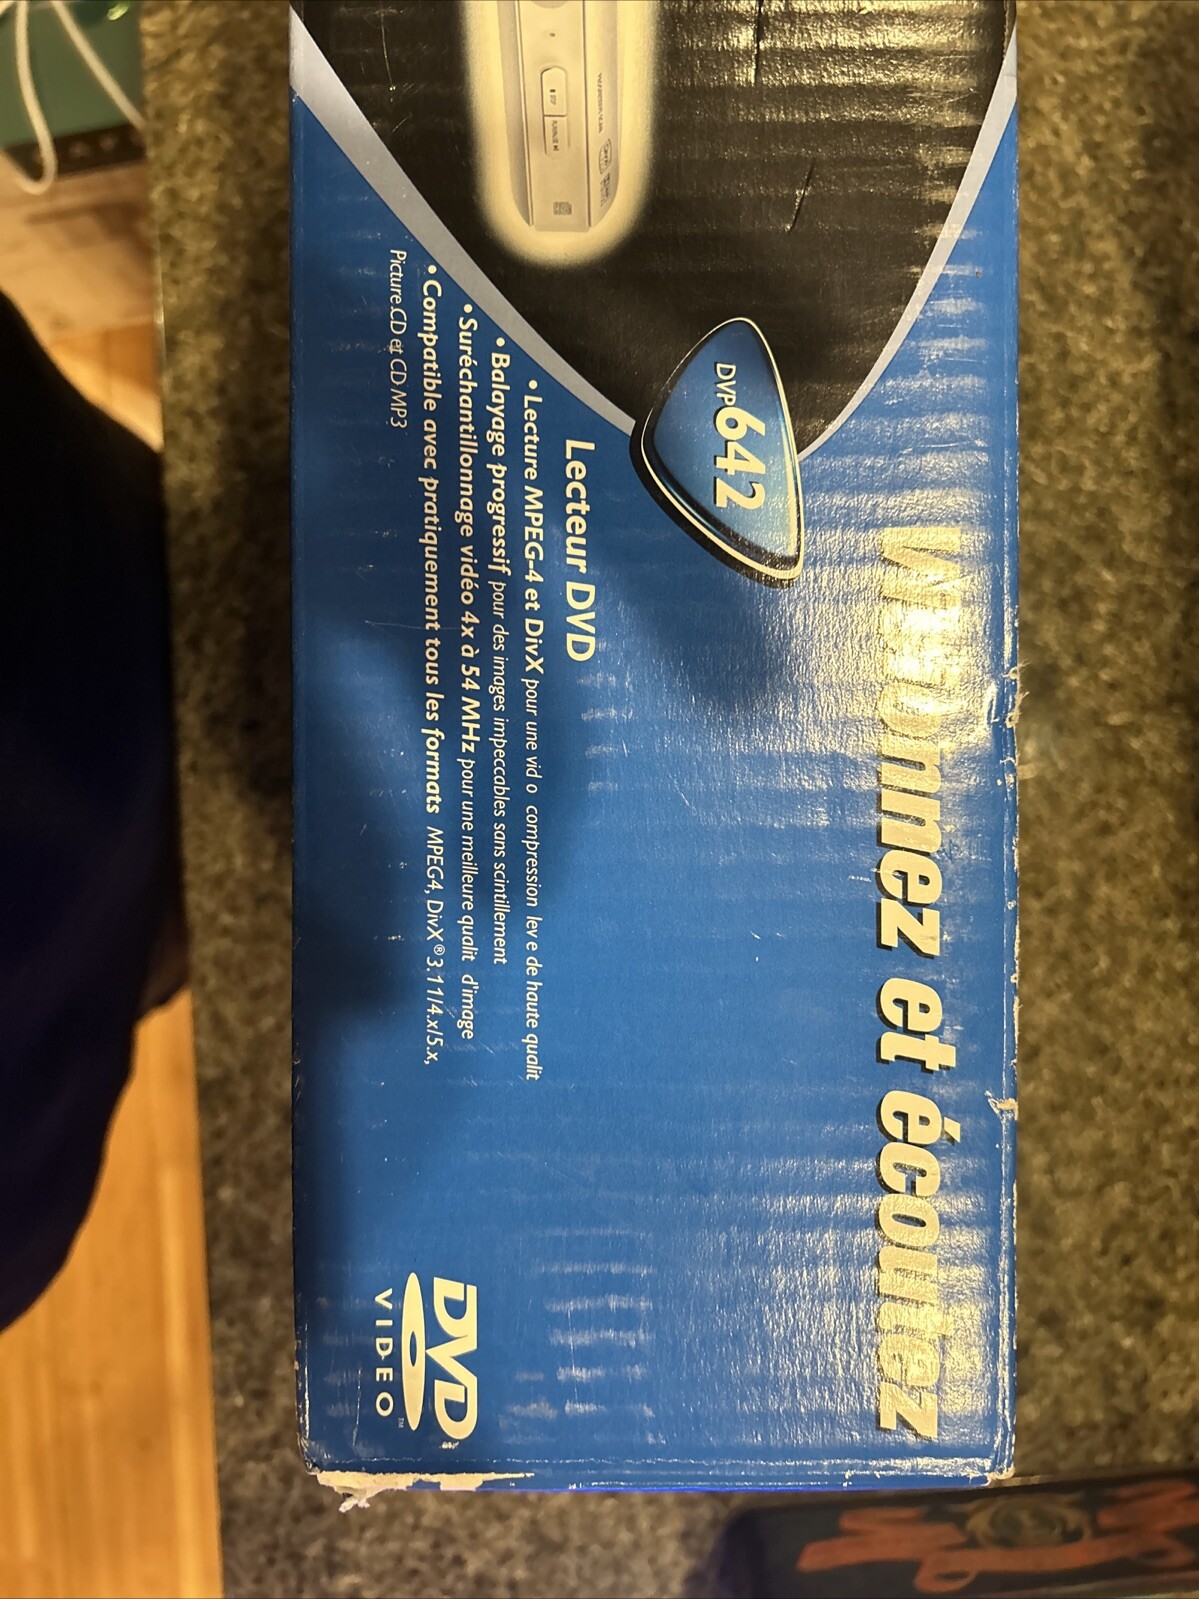 Visionnez et écoutez
DVP642
Lecteur DVD
• Lecture MPEG-4 et DivX pour une vid o compression lev e de haute qualit
• Balayage progressif pour des images impeccables sans scintillement
• Suréchantillonnage vidéo 4x à 54 MHz pour une meilleure qualit d'image
• Compatible avec pratiquement tous les formats MPEG4, DivX® 3.11/4.x/5.x,
Picture CD et CD MP3
DVD
VIDEO™